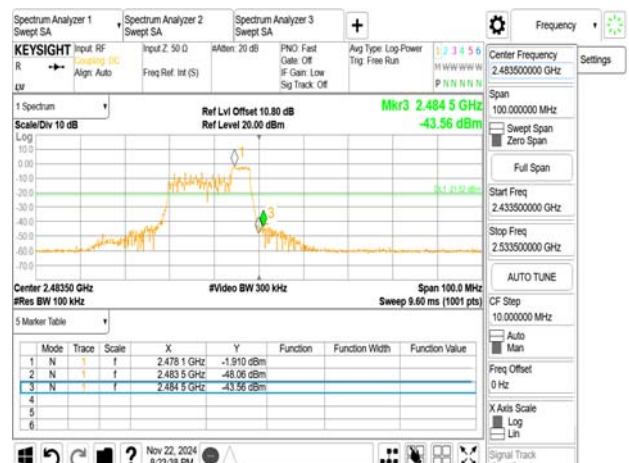 Spectrum Analyzer 1
Swept SA
Spectrum Analyzer 2
Swept SA
Spectrum Analyzer 3
Swept SA
Frequency
KEYSIGHT
R
Input: RF
Coupling: DC
Align: Auto
Input Z: 50 Ω
Freq Ref: Int (S)
#Atten: 20 dB
PNO: Fast
Gate: Off
IF Gain: Low
Sig Track: Off
Avg Type: Log-Power
Trig: Free Run
1 2 3 4 5 6
M W W W W W
P N N N N N
Settings
1 Spectrum
Scale/Div 10 dB
Log
Ref Lvl Offset 10.80 dB
Ref Level 20.00 dBm
Mkr3 2.484 5 GHz
-43.56 dBm
10.0
0.00
-10.0
-20.0
-30.0
-40.0
-50.0
-60.0
-70.0
1
3
Center 2.48350 GHz
#Res BW 100 kHz
#Video BW 300 kHz
Span 100.0 MHz
Sweep 9.60 ms (1001 pts)
5 Marker Table
Mode Trace Scale X Y Function Function Width Function Value
1 N 1 f 2.478 1 GHz -1.910 dBm
2 N 1 f 2.483 5 GHz -48.06 dBm
3 N 1 f 2.484 5 GHz -43.56 dBm
4
5
6
Nov 22, 2024
Center Frequency
2.483500000 GHz
Span
100.000000 MHz
Swept Span
Zero Span
Full Span
Start Freq
2.433500000 GHz
Stop Freq
2.533500000 GHz
AUTO TUNE
CF Step
10.000000 MHz
Auto
Man
Freq Offset
0 Hz
X Axis Scale
Log
Lin
Signal Track